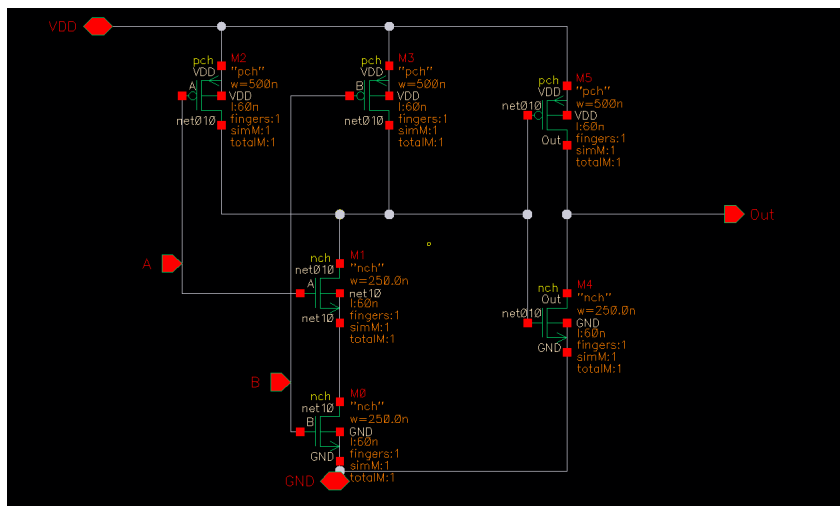 VDD
pch
VDD
A
VDD
net010
M2
"pch"
w=500n
l:60n
fingers:1
simM:1
totalM:1
pch
VDD
B
VDD
net010
M3
"pch"
w=500n
l:60n
fingers:1
simM:1
totalM:1
pch
VDD
net010
VDD
Out
M5
"pch"
w=500n
l:60n
fingers:1
simM:1
totalM:1
Out
A
nch
net010
A
net10
net10
M1
"nch"
w=250.0n
l:60n
fingers:1
simM:1
totalM:1
nch
Out
net010
GND
GND
M4
"nch"
w=250.0n
l:60n
fingers:1
simM:1
totalM:1
B
nch
net10
B
GND
GND
M0
"nch"
w=250.0n
l:60n
fingers:1
simM:1
totalM:1
GND